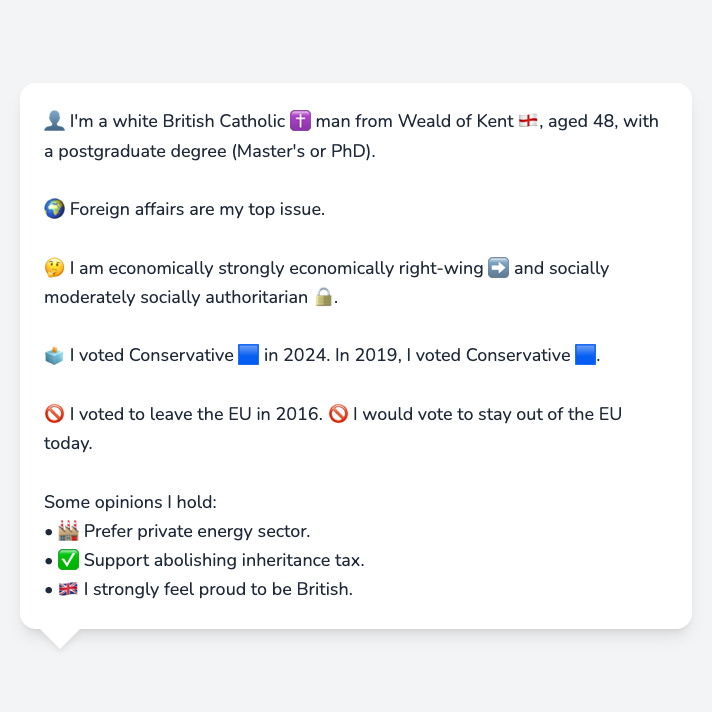 👤 I'm a white British Catholic ✝️ man from Weald of Kent 🏴󠁧󠁢󠁥󠁮󠁧󠁿, aged 48, with
a postgraduate degree (Master's or PhD).
🌍 Foreign affairs are my top issue.
🤔 I am economically strongly economically right-wing ➡️ and socially
moderately socially authoritarian 🔒.
🗳️ I voted Conservative 🟦 in 2024. In 2019, I voted Conservative 🟦.
🚫 I voted to leave the EU in 2016. 🚫 I would vote to stay out of the EU
today.
Some opinions I hold:
• 🏭 Prefer private energy sector.
• ✅ Support abolishing inheritance tax.
• 🇬🇧 I strongly feel proud to be British.